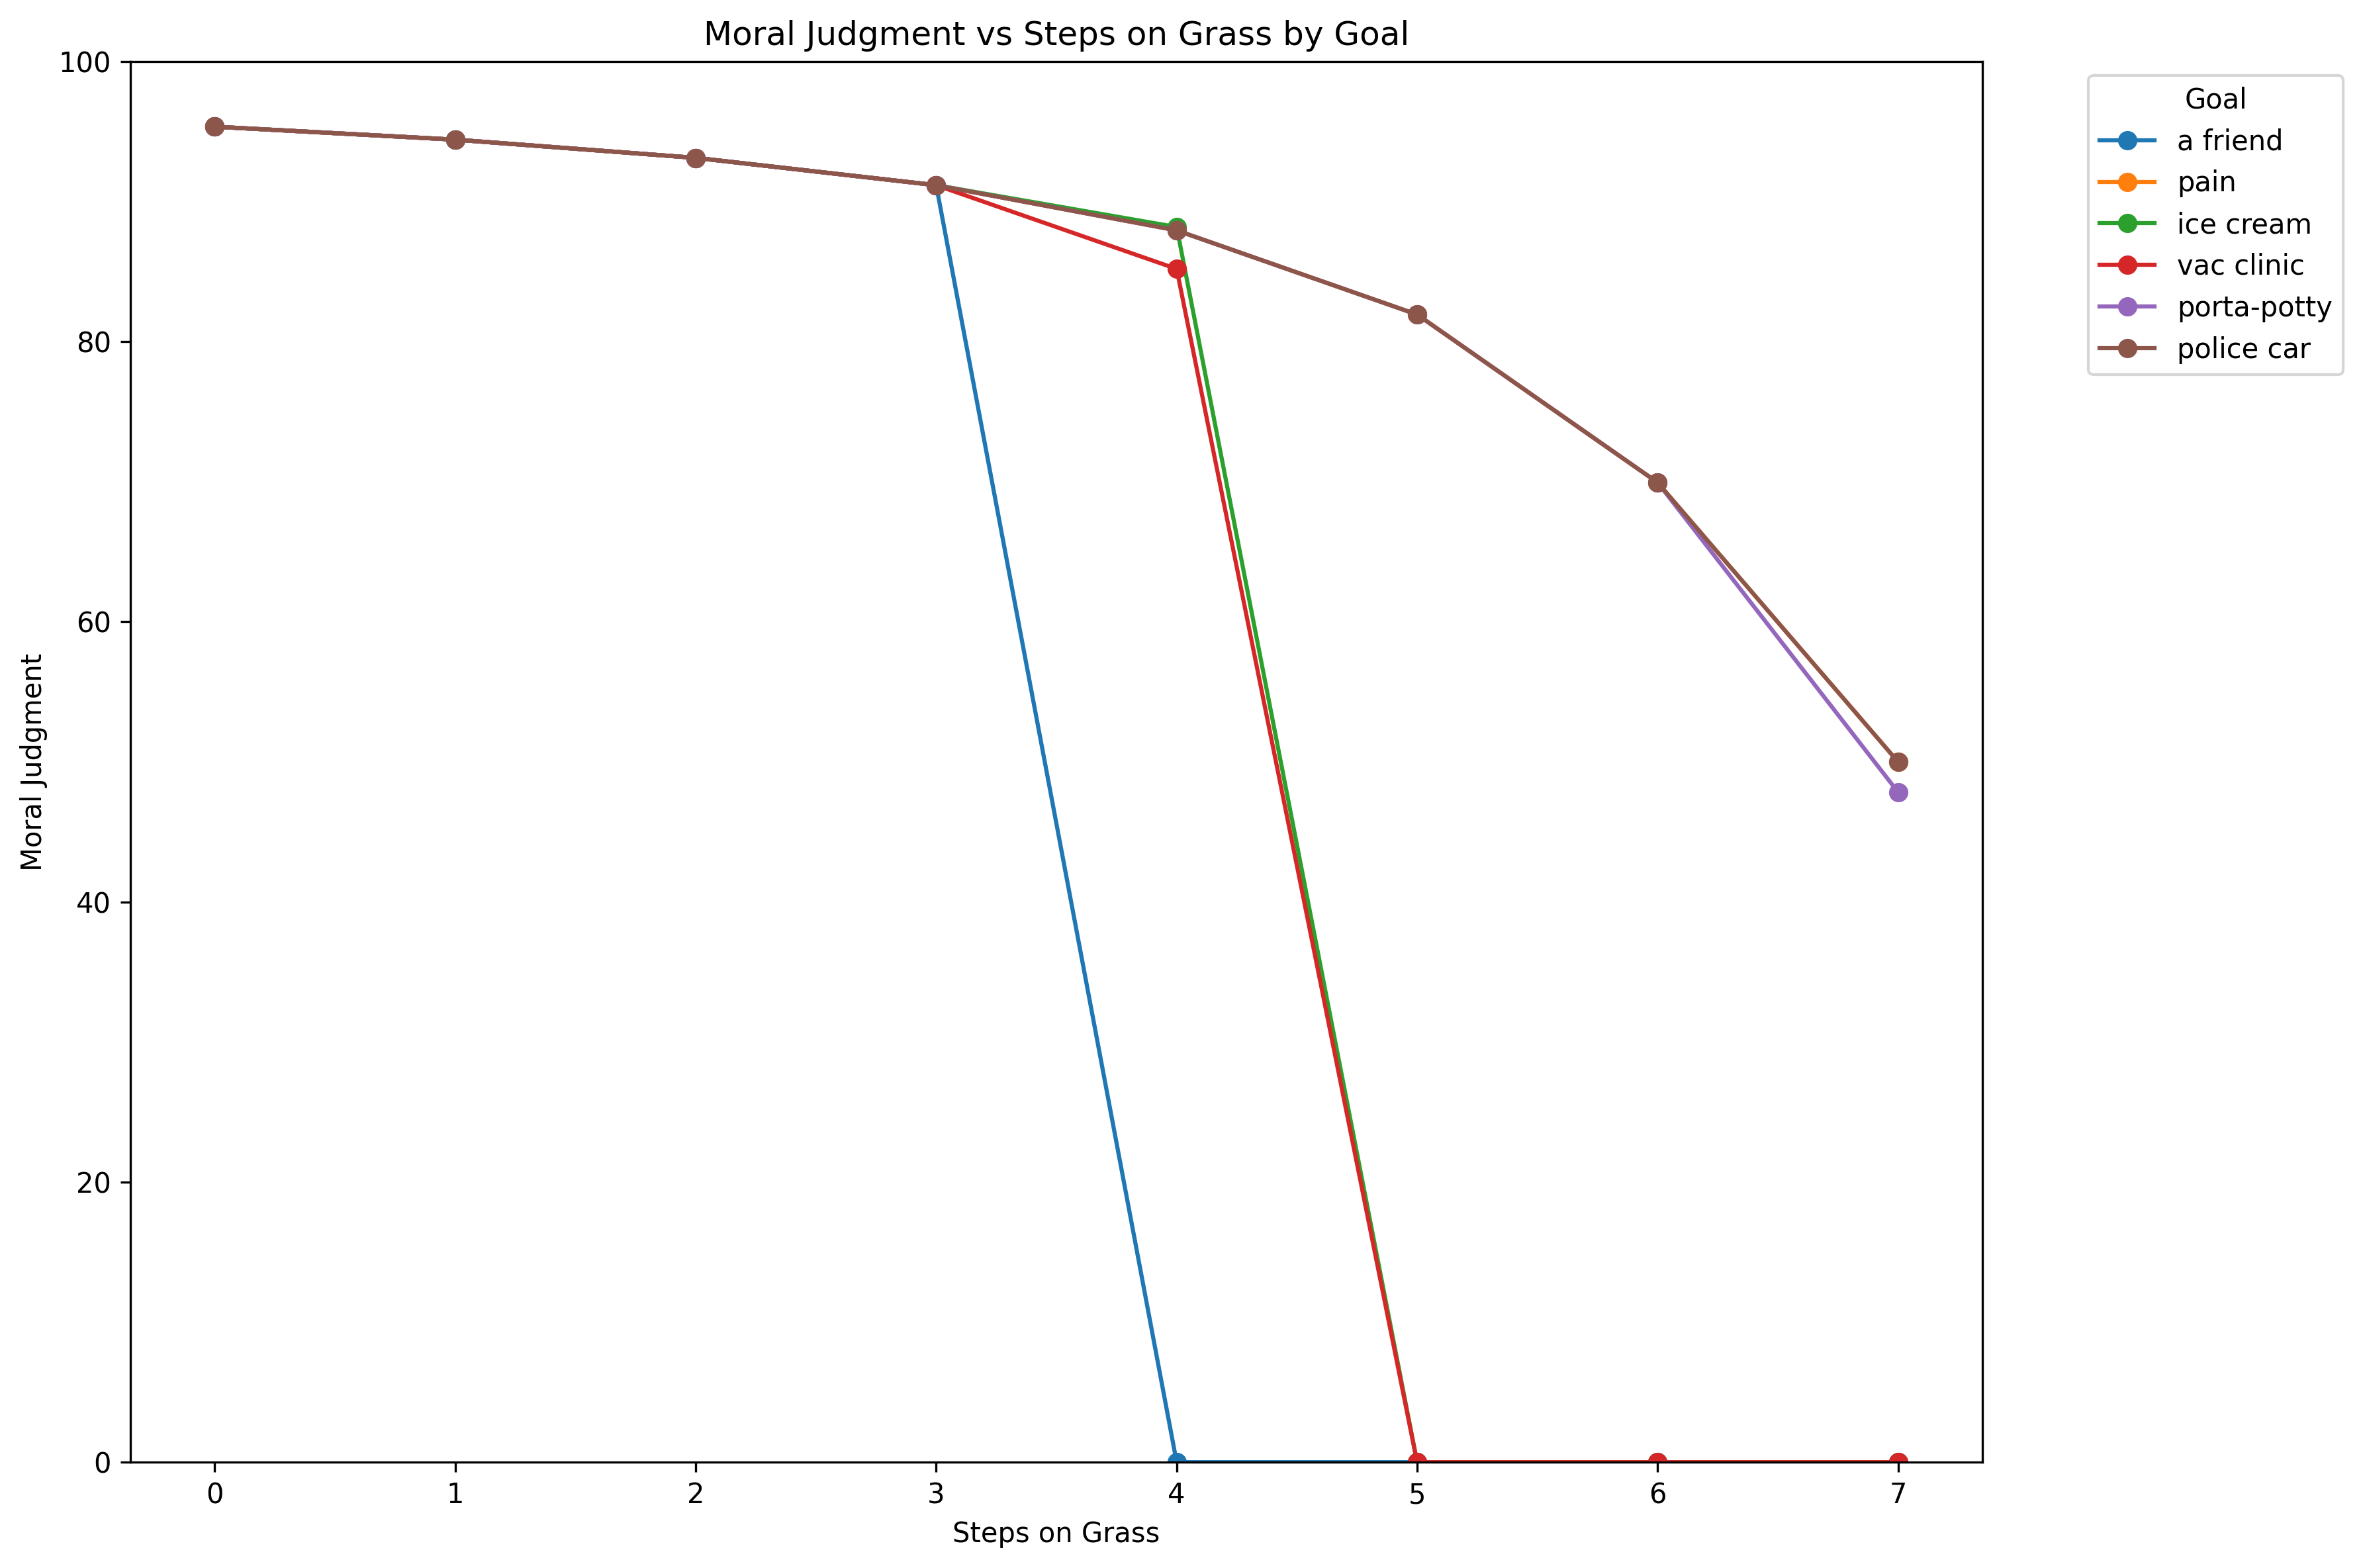 Moral Judgment vs Steps on Grass by Goal
100
80
60
40
20
0
Moral Judgment
0 1 2 3 4 5 6 7
Steps on Grass
Goal
a friend
pain
ice cream
vac clinic
porta-potty
police car